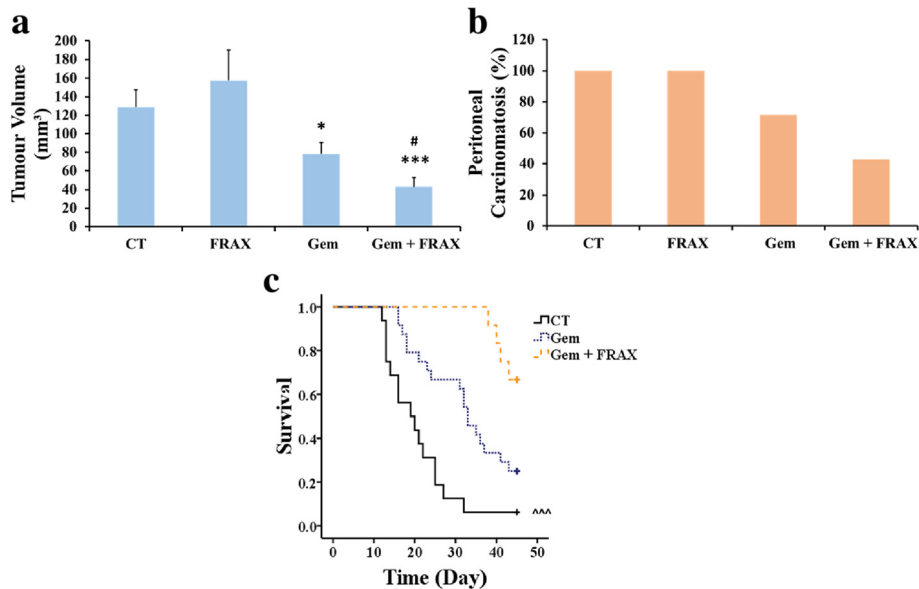 a
Tumour Volume
(mm³)
200
180
160
140
120
100
80
60
40
20
0
*
#
***
CT FRAX Gem Gem + FRAX
b
Peritoneal
Carcinomatosis (%)
120
100
80
60
40
20
0
CT FRAX Gem Gem + FRAX
c
Survival
1.0
0.8
0.6
0.4
0.2
0.0
CT
Gem
Gem + FRAX
^^^
0 10 20 30 40 50
Time (Day)